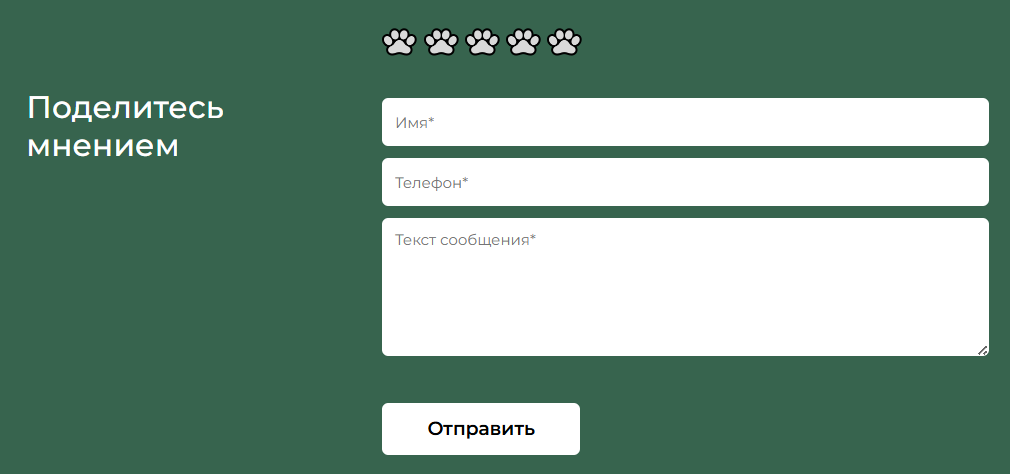 Поделитесь
мнением
Имя*
Телефон*
Текст сообщения*
Отправить